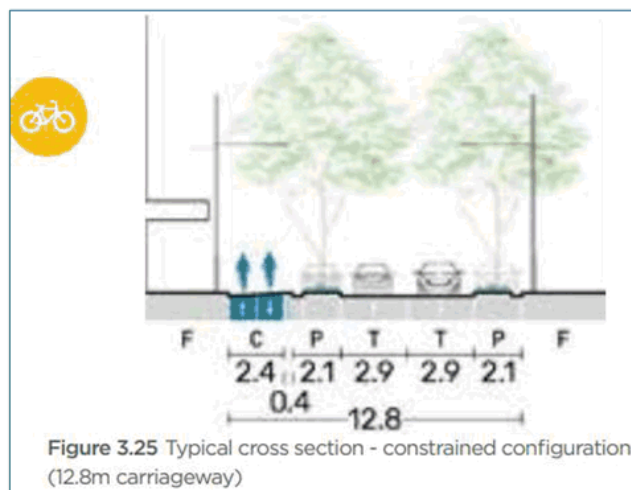 F C P T T P F
2.4 2.1 2.9 2.9 2.1
0.4
12.8
Figure 3.25 Typical cross section - constrained configuration
(12.8m carriageway)